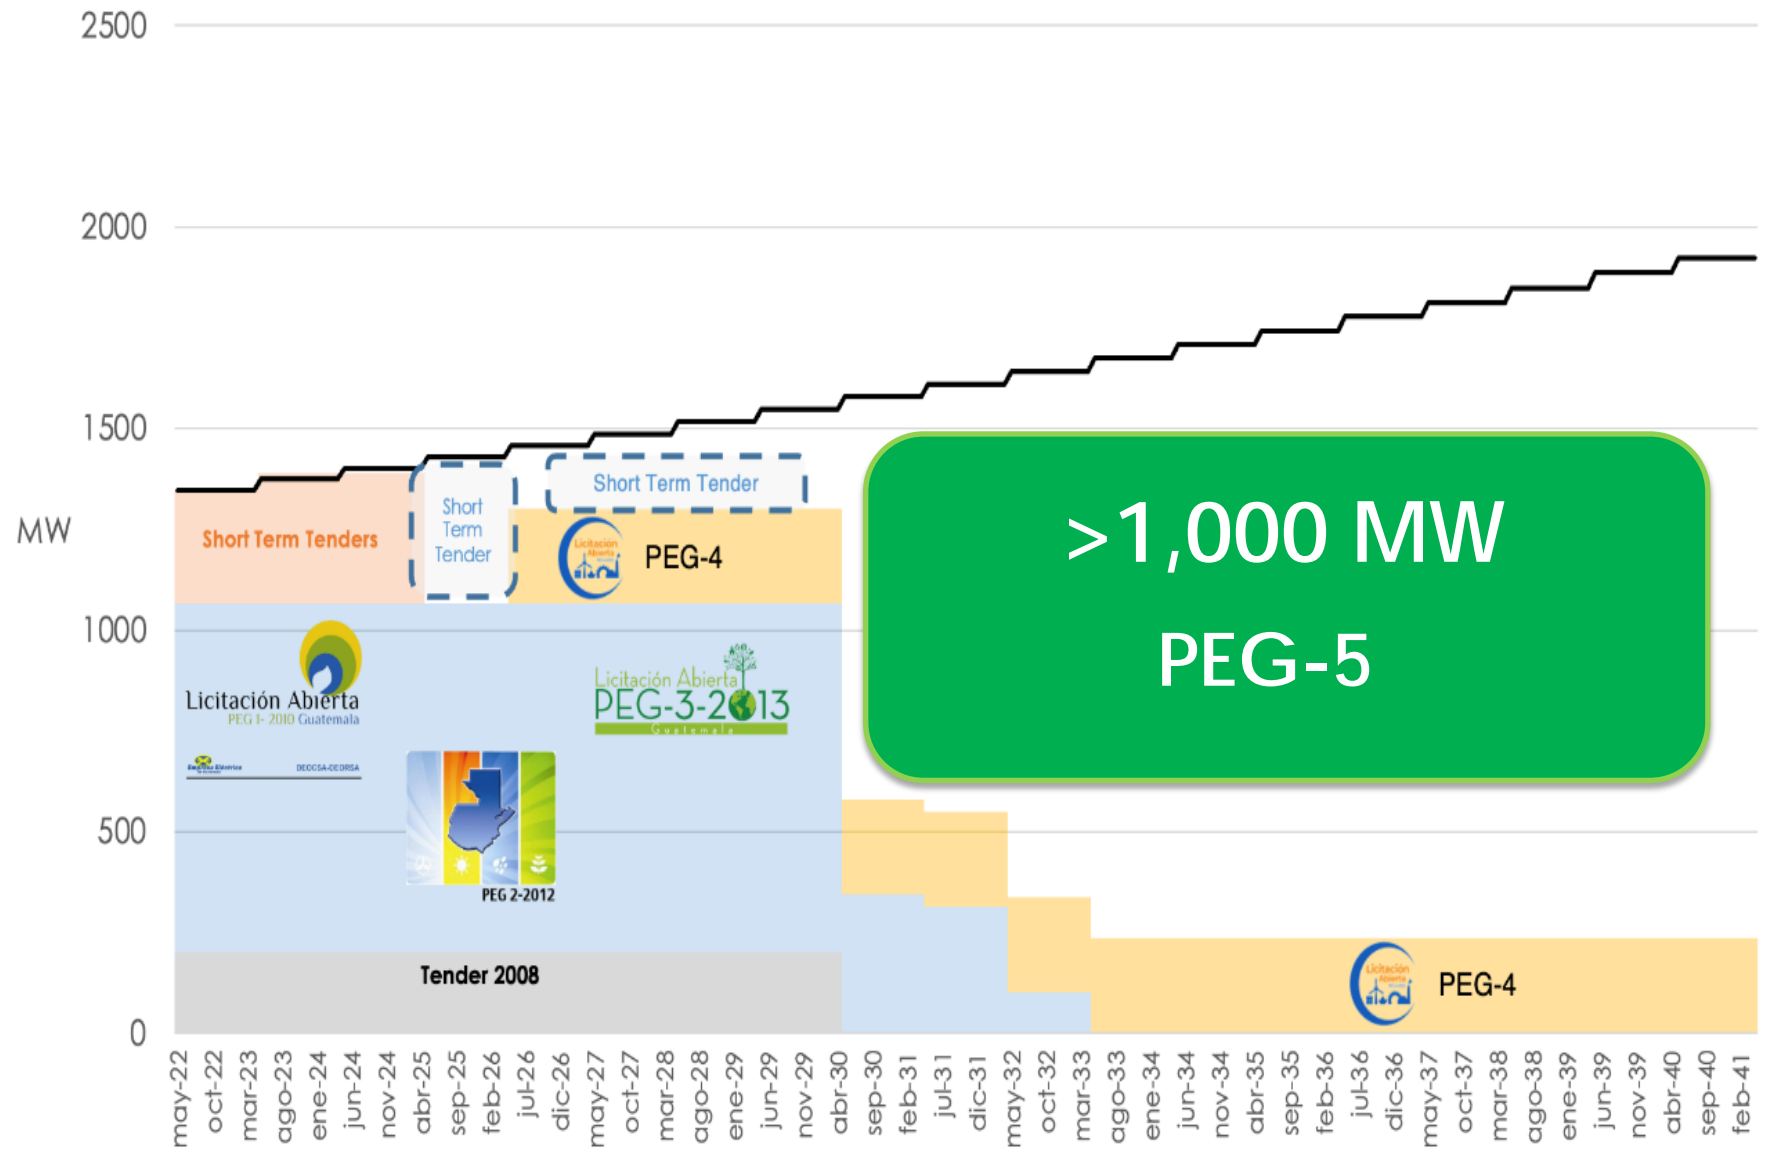 2500
2000
1500
MW
1000
500
0
Short Term Tenders
Short
Term
Tender
Short Term Tender
Licitación
Abierta
PEG-4
>1,000 MW
PEG-5
Licitación Abierta
PEG 1- 2010 Guatemala
DEOCSA-DEORSA
Licitación Abierta
PEG-3-2013
Guatemala
PEG 2-2012
Tender 2008
Licitación
Abierta
PEG-4
may-22
oct-22
mar-23
ago-23
ene-24
jun-24
nov-24
abr-25
sep-25
feb-26
jul-26
dic-26
may-27
oct-27
mar-28
ago-28
ene-29
jun-29
nov-29
abr-30
sep-30
feb-31
jul-31
dic-31
may-32
oct-32
mar-33
ago-33
ene-34
jun-34
nov-34
abr-35
sep-35
feb-36
jul-36
dic-36
may-37
oct-37
mar-38
ago-38
ene-39
jun-39
nov-39
abr-40
sep-40
feb-41